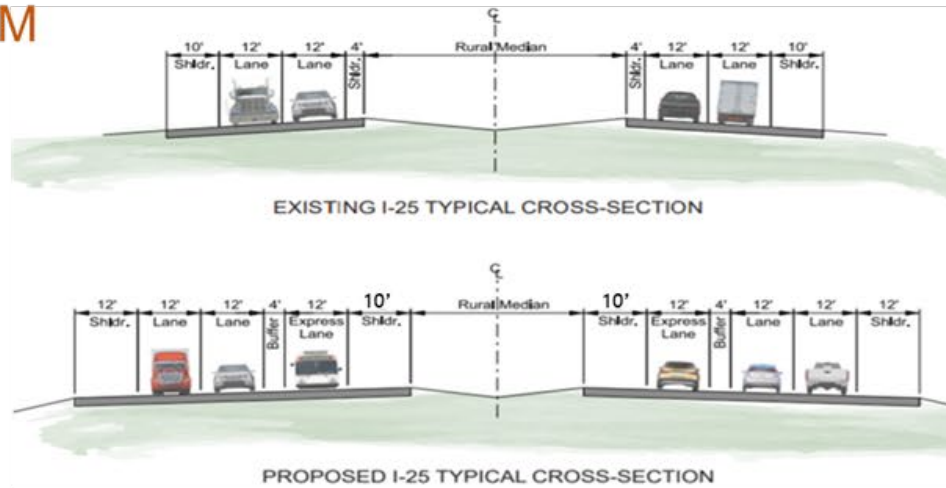 M
℄
10' 12' 12' 4' Rural Median 4' 12' 12' 10'
Shldr. Lane Lane Shldr. Shldr. Lane Lane Shldr.
EXISTING I-25 TYPICAL CROSS-SECTION
℄
12' 12' 12' 4' 12' 10' Rural Median 10' 12' 4' 12' 12' 12'
Shldr. Lane Lane Buffer Express Lane Shldr. Shldr. Express Lane Buffer Lane Lane Shldr.
PROPOSED I-25 TYPICAL CROSS-SECTION